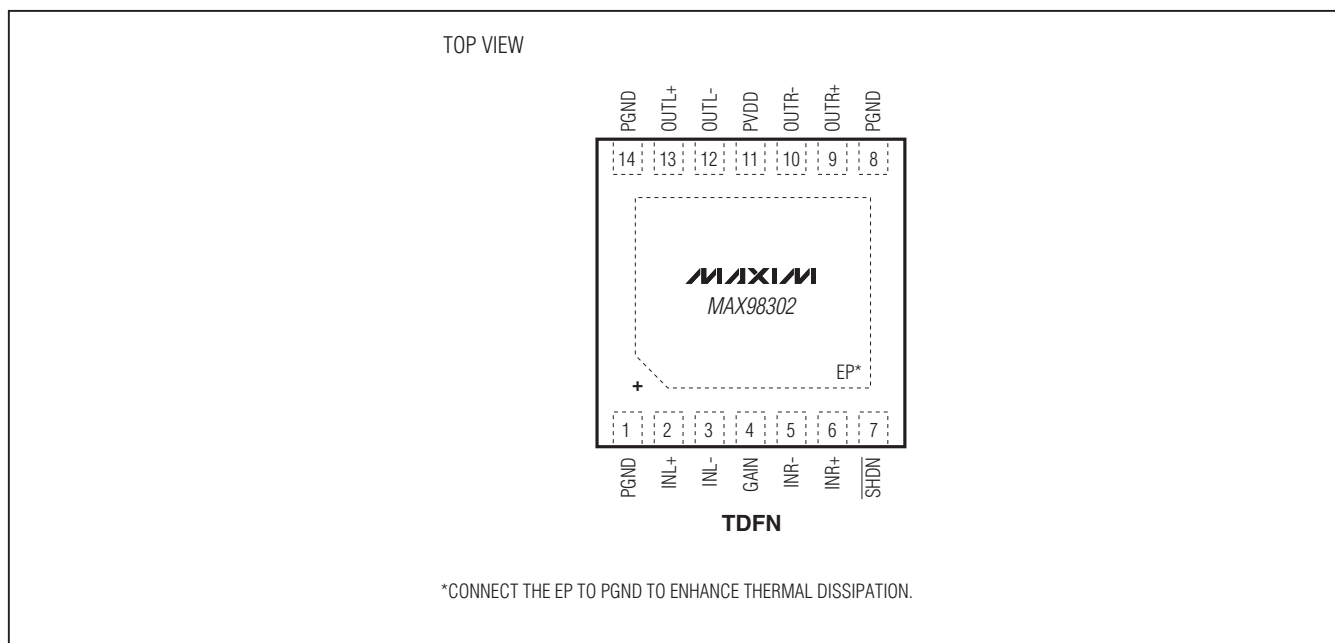 TOP VIEW
PGND OUTL+ OUTL- PVDD OUTR- OUTR+ PGND
14 13 12 11 10 9 8
MAXIM
MAX98302
EP*
+
1 2 3 4 5 6 7
PGND INL+ INL- GAIN INR- INR+ S̅H̅D̅N̅
TDFN
*CONNECT THE EP TO PGND TO ENHANCE THERMAL DISSIPATION.